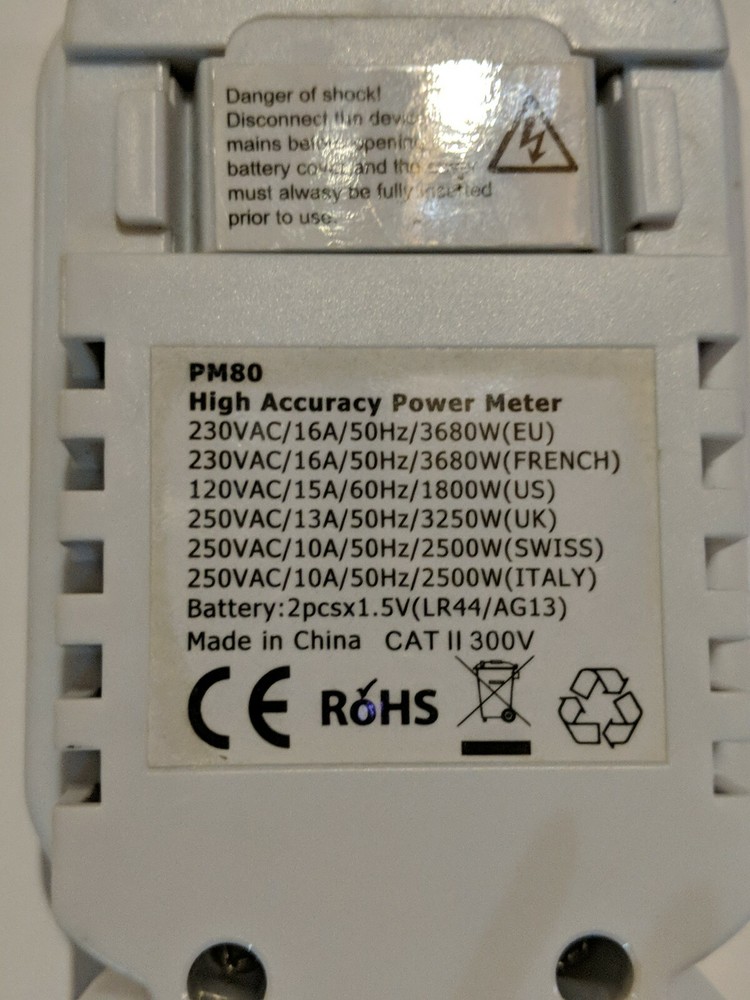 Danger of shock!
Disconnect
mains opening
battery and the
must alwasy be fully inserted
prior to use.
PM80
High Accuracy Power Meter
230VAC/16A/50Hz/3680W(EU)
230VAC/16A/50Hz/3680W(FRENCH)
120VAC/15A/60Hz/1800W(US)
250VAC/13A/50Hz/3250W(UK)
250VAC/10A/50Hz/2500W(SWISS)
250VAC/10A/50Hz/2500W(ITALY)
Battery:2pcsx1.5V(LR44/AG13)
Made in China CAT II 300V
CE RoHS